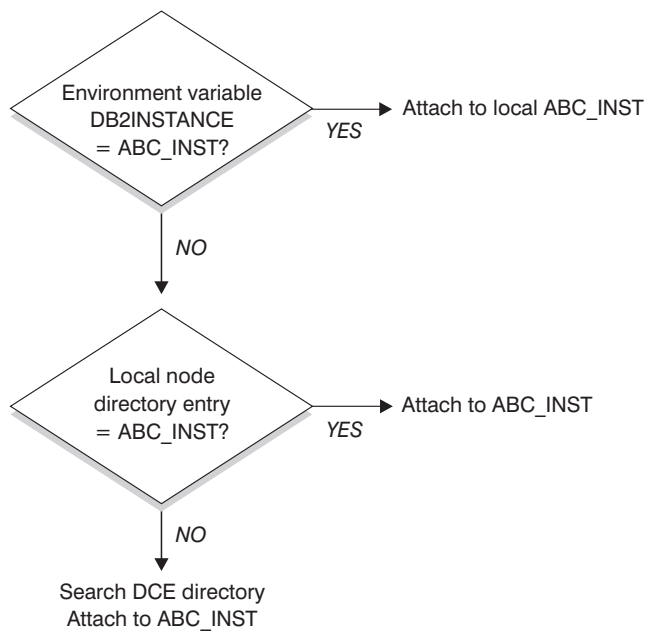 Environment variable
DB2INSTANCE
= ABC_INST?
YES
Attach to local ABC_INST
NO
Local node
directory entry
= ABC_INST?
YES
Attach to ABC_INST
NO
Search DCE directory
Attach to ABC_INST